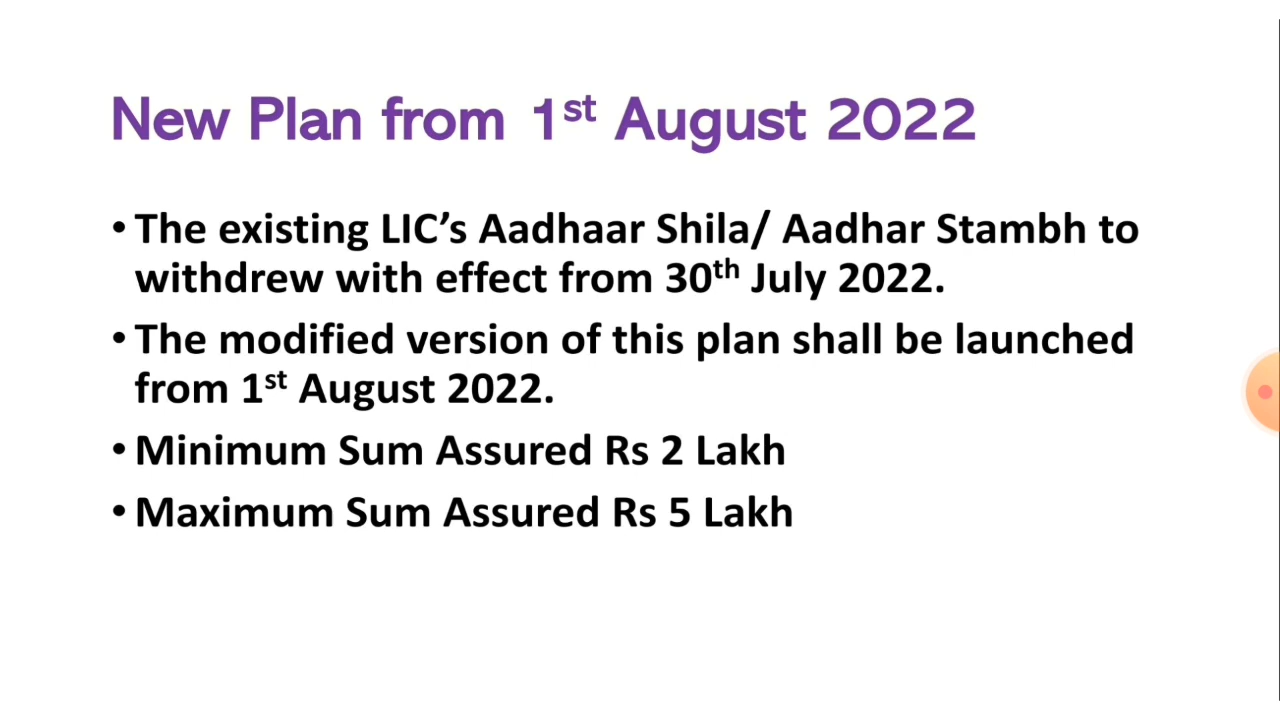 New Plan from 1st August 2022
• The existing LIC’s Aadhaar Shila/ Aadhar Stambh to
withdrew with effect from 30th July 2022.
• The modified version of this plan shall be launched
from 1st August 2022.
• Minimum Sum Assured Rs 2 Lakh
• Maximum Sum Assured Rs 5 Lakh